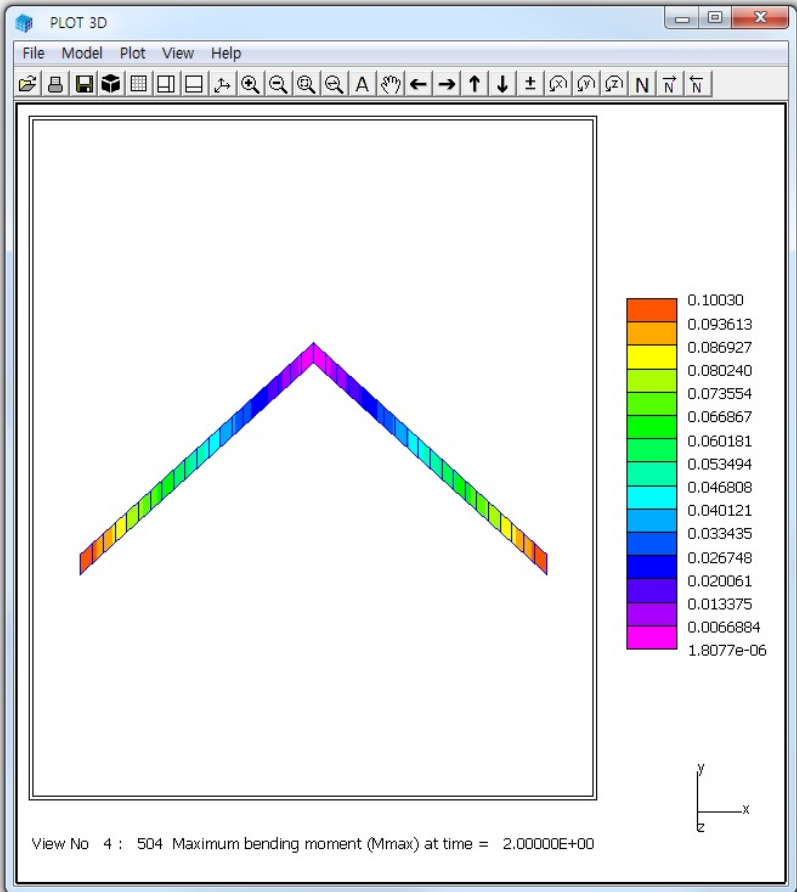 PLOT 3D
File Model Plot View Help
A ± (X) (y) (Z) N N N
0.10030
0.093613
0.086927
0.080240
0.073554
0.066867
0.060181
0.053494
0.046808
0.040121
0.033435
0.026748
0.020061
0.013375
0.0066884
1.8077e-06
y
x
z
View No 4 : 504 Maximum bending moment (Mmax) at time = 2.00000E+00